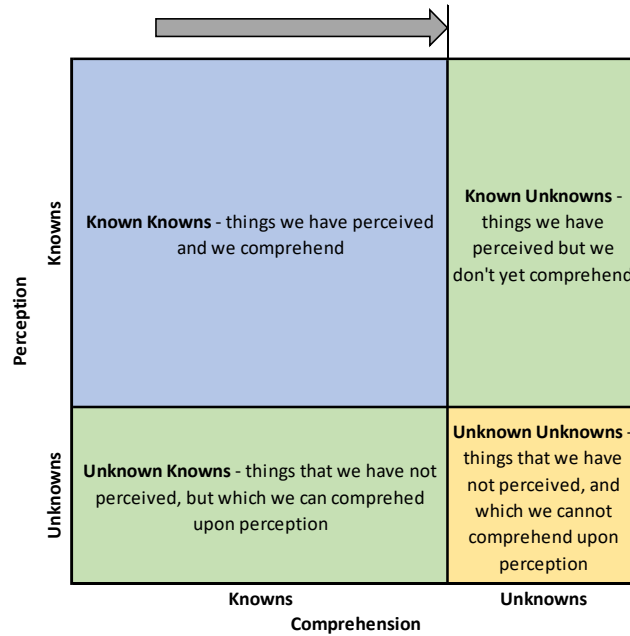 Perception
Knowns
Known Knowns - things we have perceived
and we comprehend
Known Unknowns -
things we have
perceived but we
don't yet comprehend
Unknowns
Unknown Knowns - things that we have not
perceived, but which we can comprehed
upon perception
Unknown Unknowns -
things that we have
not perceived, and
which we cannot
comprehend upon
perception
Knowns
Unknowns
Comprehension